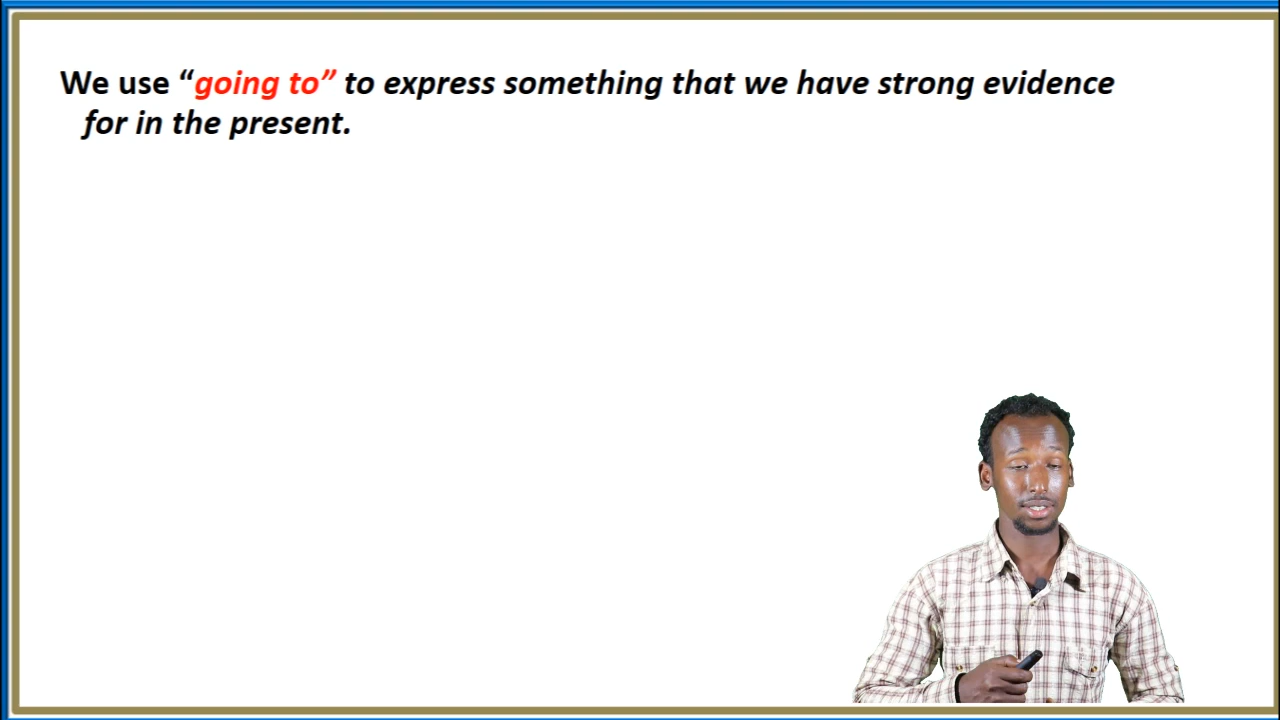 We use “going to” to express something that we have strong evidence
for in the present.